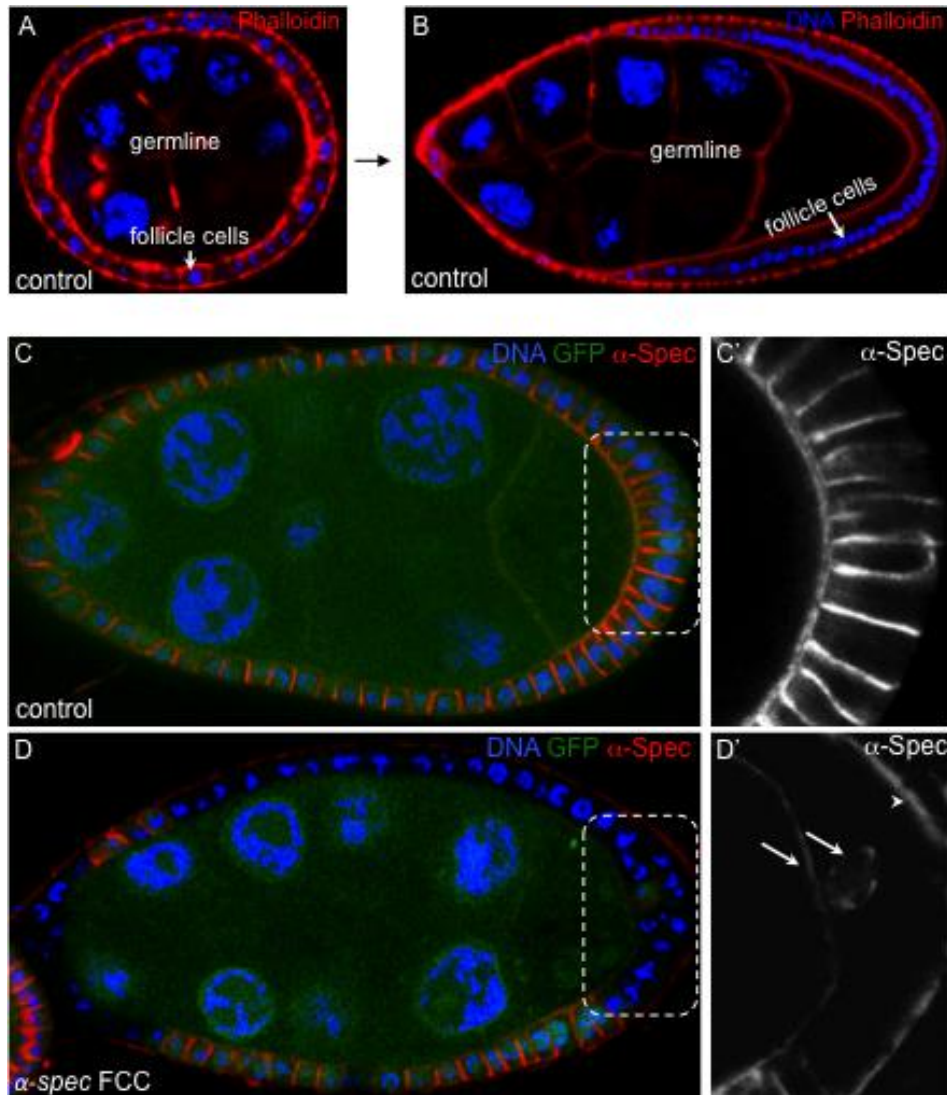 A
DNA Phalloidin
germline
follicle cells
control
B
DNA Phalloidin
germline
follicle cells
C
DNA GFP α-Spec
control
C'
α-Spec
D
DNA GFP α-Spec
α-spec FCC
D'
α-Spec